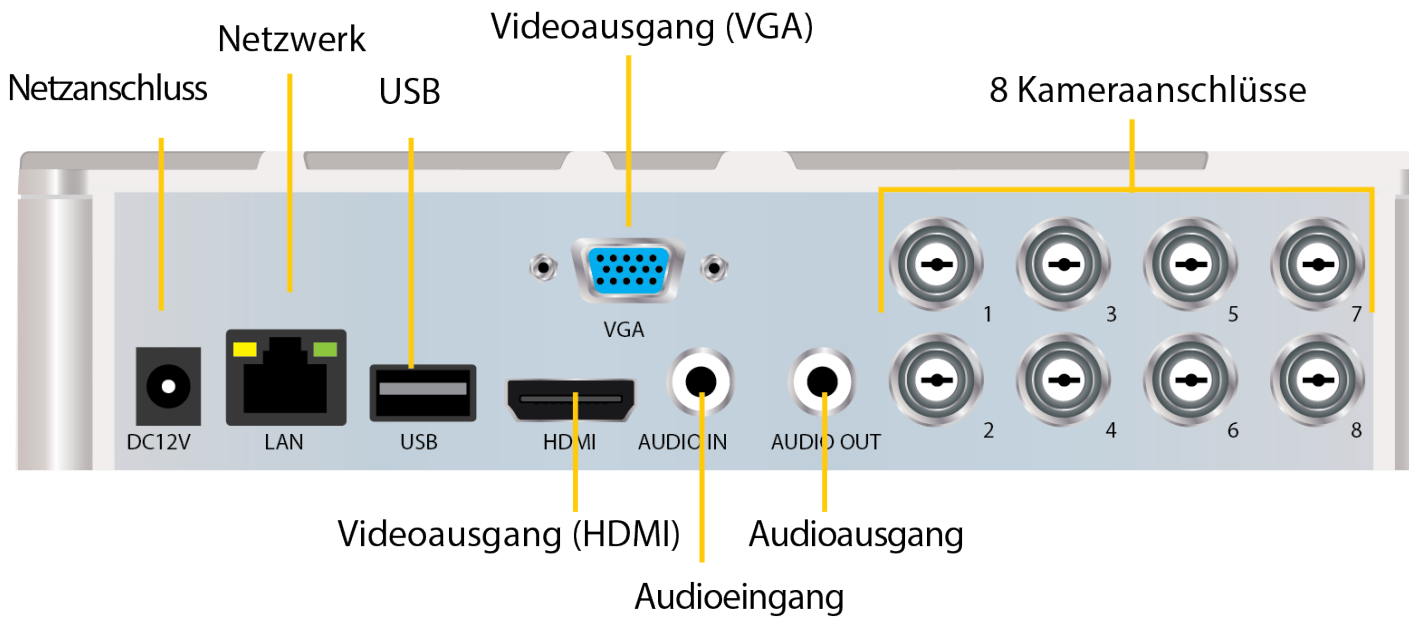 Videoausgang (VGA)
Netzwerk
Netzanschluss
USB
8 Kameraanschlüsse
VGA
1
3
5
7
DC12V
LAN
USB
HDMI
AUDIO IN
AUDIO OUT
2
4
6
8
Videoausgang (HDMI)
Audioausgang
Audioeingang